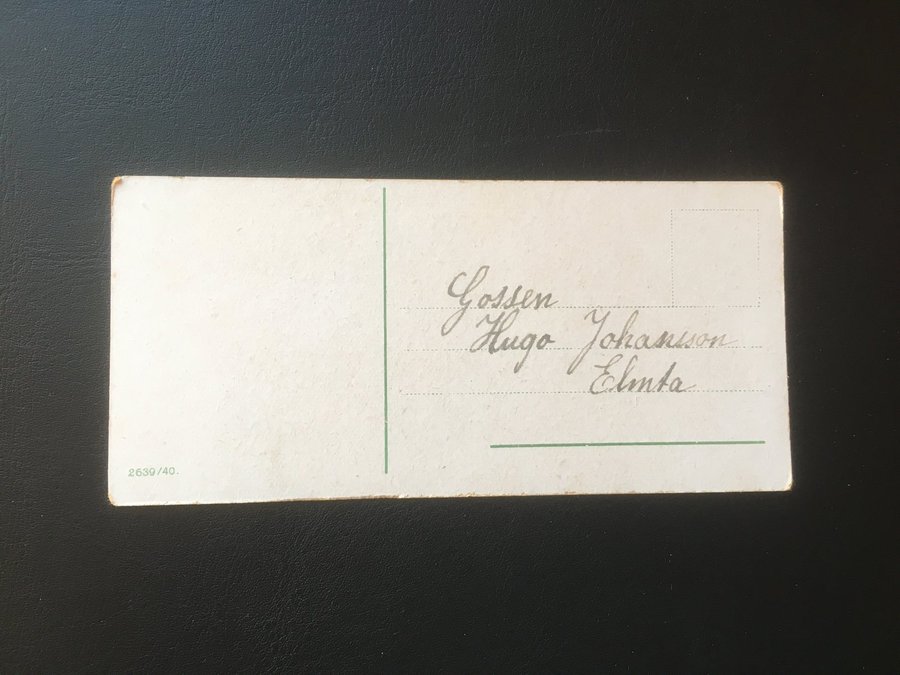 Gossen
Hugo Johansson
Elmta
2639/40.